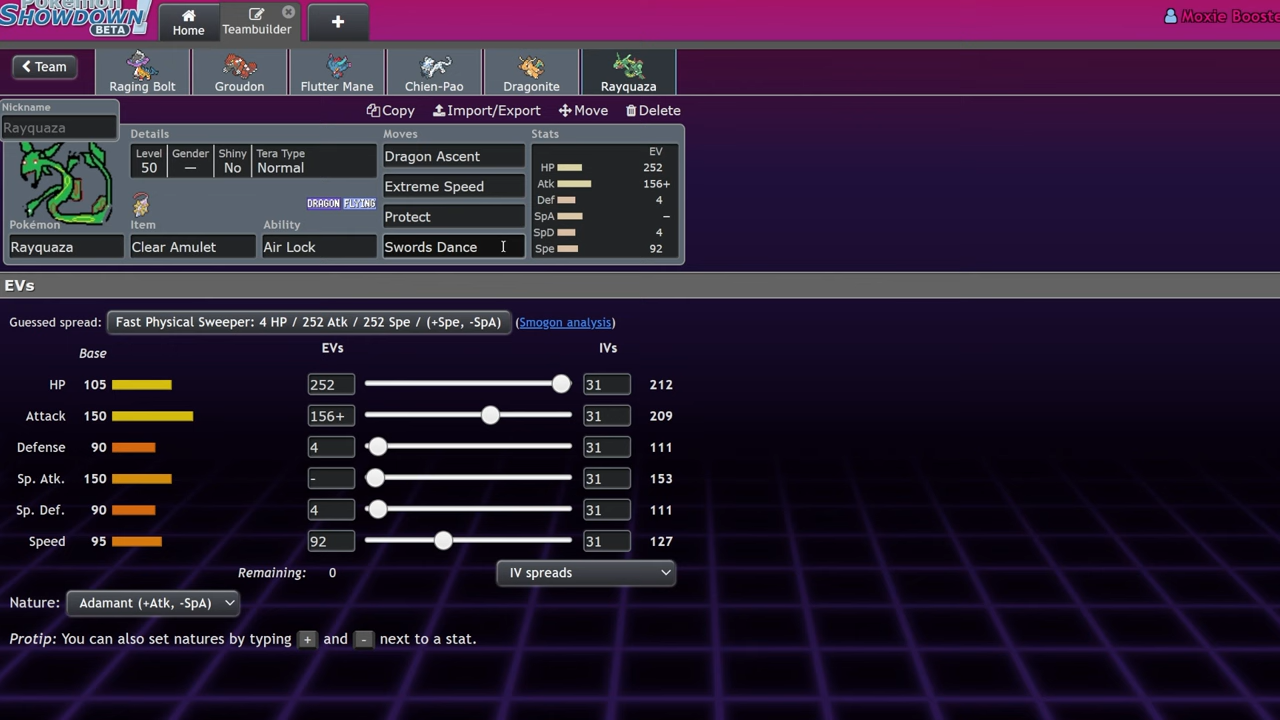 Pokémon
SHOWDOWN!
BETA
Home
Teambuilder
+
Moxie Booste
< Team
Raging Bolt
Groudon
Flutter Mane
Chien-Pao
Dragonite
Rayquaza
Copy
Import/Export
Move
Delete
Nickname
Rayquaza
Details
Moves
Stats
Level
50
Gender
—
Shiny
No
Tera Type
Normal
DRAGON FLYING
Pokémon
Rayquaza
Item
Clear Amulet
Ability
Air Lock
Dragon Ascent
Extreme Speed
Protect
Swords Dance
EV
HP 252
Atk 156+
Def 4
SpA –
SpD 4
Spe 92
EVs
Guessed spread: Fast Physical Sweeper: 4 HP / 252 Atk / 252 Spe / (+Spe, -SpA) (Smogon analysis)
Base EVs IVs
HP 105 252 31 212
Attack 150 156+ 31 209
Defense 90 4 31 111
Sp. Atk. 150 - 31 153
Sp. Def. 90 4 31 111
Speed 95 92 31 127
Remaining: 0 IV spreads
Nature: Adamant (+Atk, -SpA)
Protip: You can also set natures by typing + and - next to a stat.